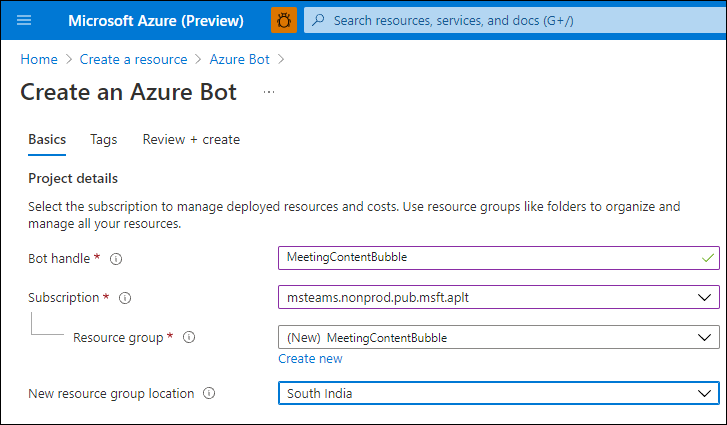 Microsoft Azure (Preview) Search resources, services, and docs (G+/)
Home > Create a resource > Azure Bot >
Create an Azure Bot ...
Basics Tags Review + create
Project details
Select the subscription to manage deployed resources and costs. Use resource groups like folders to organize and
manage all your resources.
Bot handle * MeetingContentBubble
Subscription * msteams.nonprod.pub.msft.aplt
Resource group * (New) MeetingContentBubble
Create new
New resource group location South India